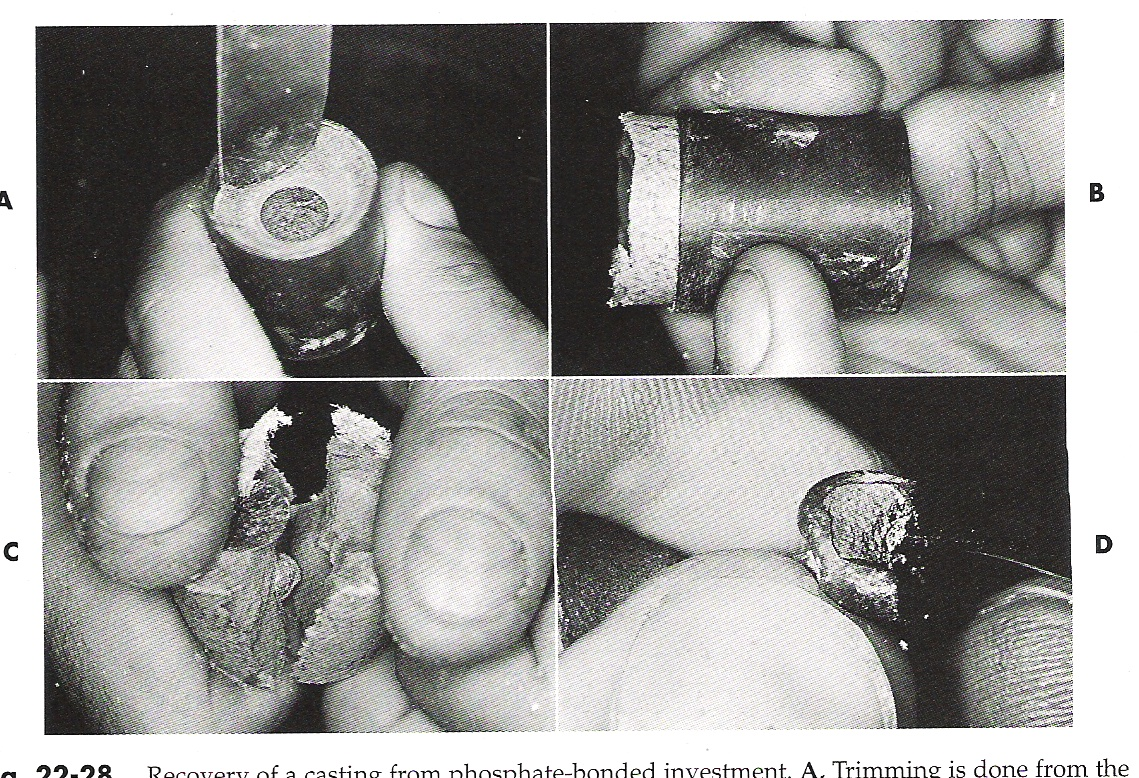 A
B
C
D
22-28 Recovery of a casting from phosphate-bonded investment. A, Trimming is done from the